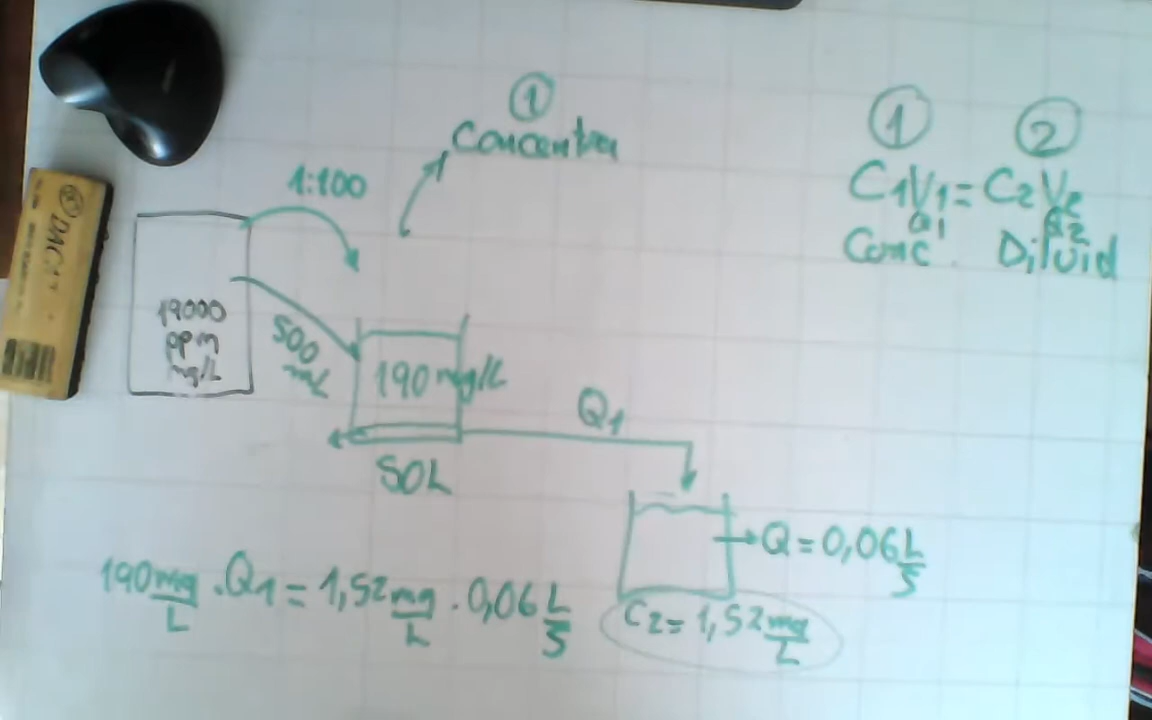 ①
Concentra
1:100
19000
ppm
mg/L
500
mL
190 mg/L
50L
Q1
Q = 0,06 L/S
C2 = 1,52 mg/L
190 mg/L . Q1 = 1,52 mg/L . 0,06 L/S
① ②
C1V1 = C2V2
Q1 Q2
Conc. Diluid